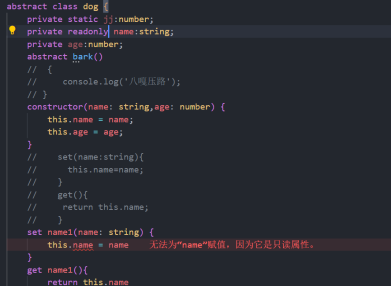 abstract class dog {
private static jj:number;
private readonly name:string;
private age:number;
abstract bark()
// {
// console.log('八嘎压路');
// }
constructor(name: string,age: number) {
this.name = name;
this.age = age;
}
// set(name:string){
// this.name=name;
// }
// get(){
// return this.name;
// }
set name1(name: string) {
this.name = name 无法为"name"赋值，因为它是只读属性。
}
get name1(){
return this.name